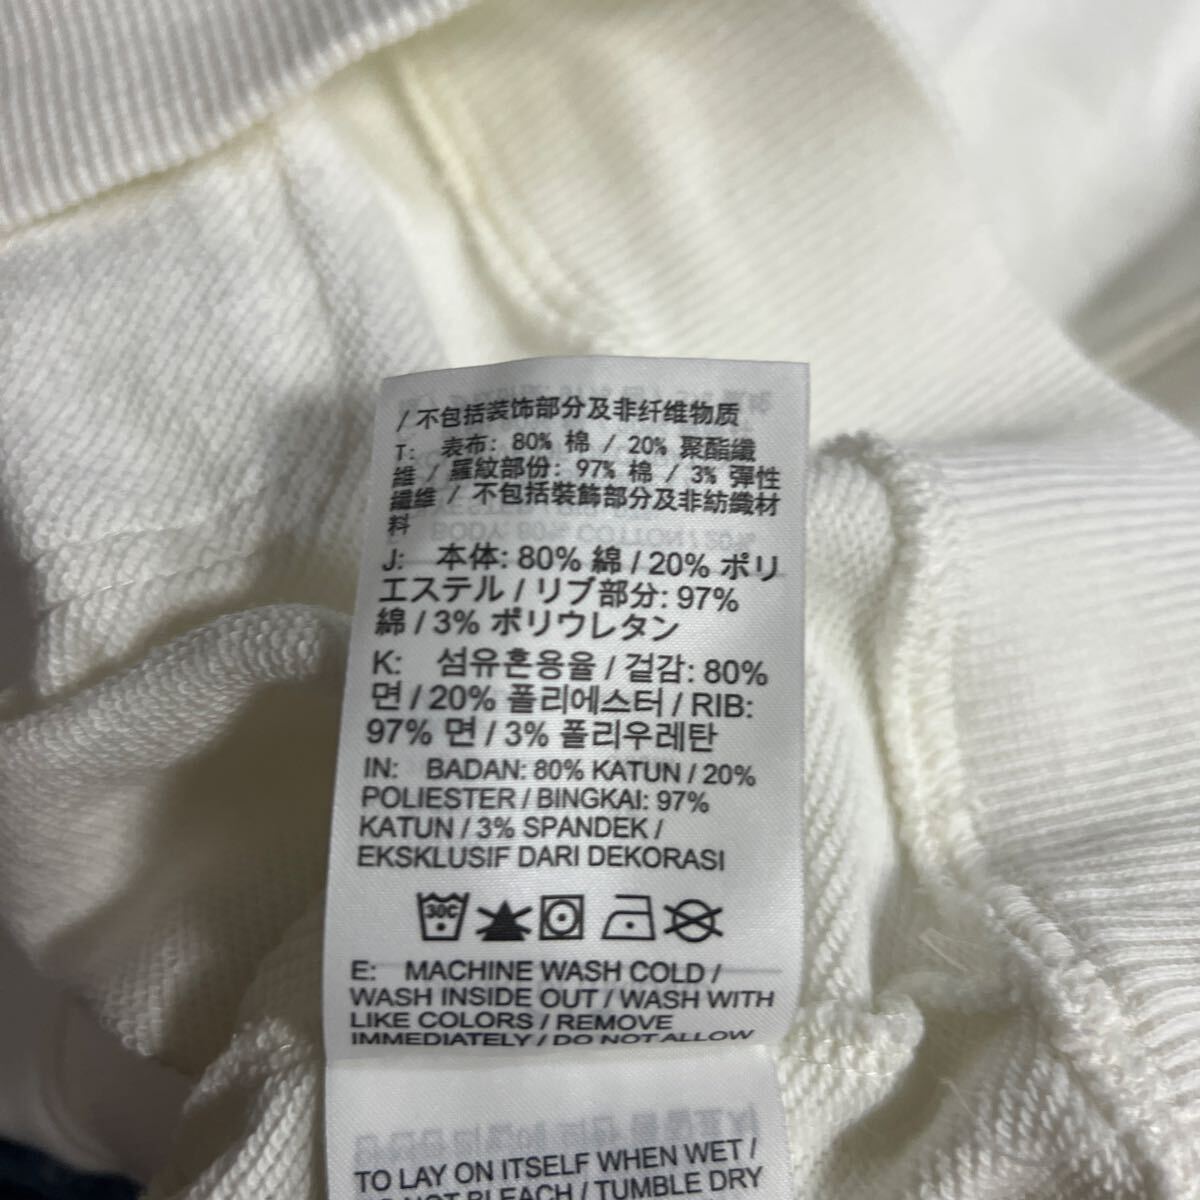 / 不包括装饰部分及非纤维物质
T: 表布: 80% 棉 / 20% 聚酯纖
維 / 羅紋部份: 97% 棉 / 3% 彈性
纖維 / 不包括裝飾部分及非紡織材
料
J: 本体: 80% 綿 / 20% ポリ
エステル / リブ部分: 97%
綿 / 3% ポリウレタン
K: 섬유혼용율 / 겉감: 80%
면 / 20% 폴리에스터 / RIB:
97% 면 / 3% 폴리우레탄
IN: BADAN: 80% KATUN / 20%
POLIESTER / BINGKAI: 97%
KATUN / 3% SPANDEK /
EKSKLUSIF DARI DEKORASI
30C
E: MACHINE WASH COLD /
WASH INSIDE OUT / WASH WITH
LIKE COLORS / REMOVE
IMMEDIATELY / DO NOT ALLOW
TO LAY ON ITSELF WHEN WET /
NOT BLEACH / TUMBLE DRY